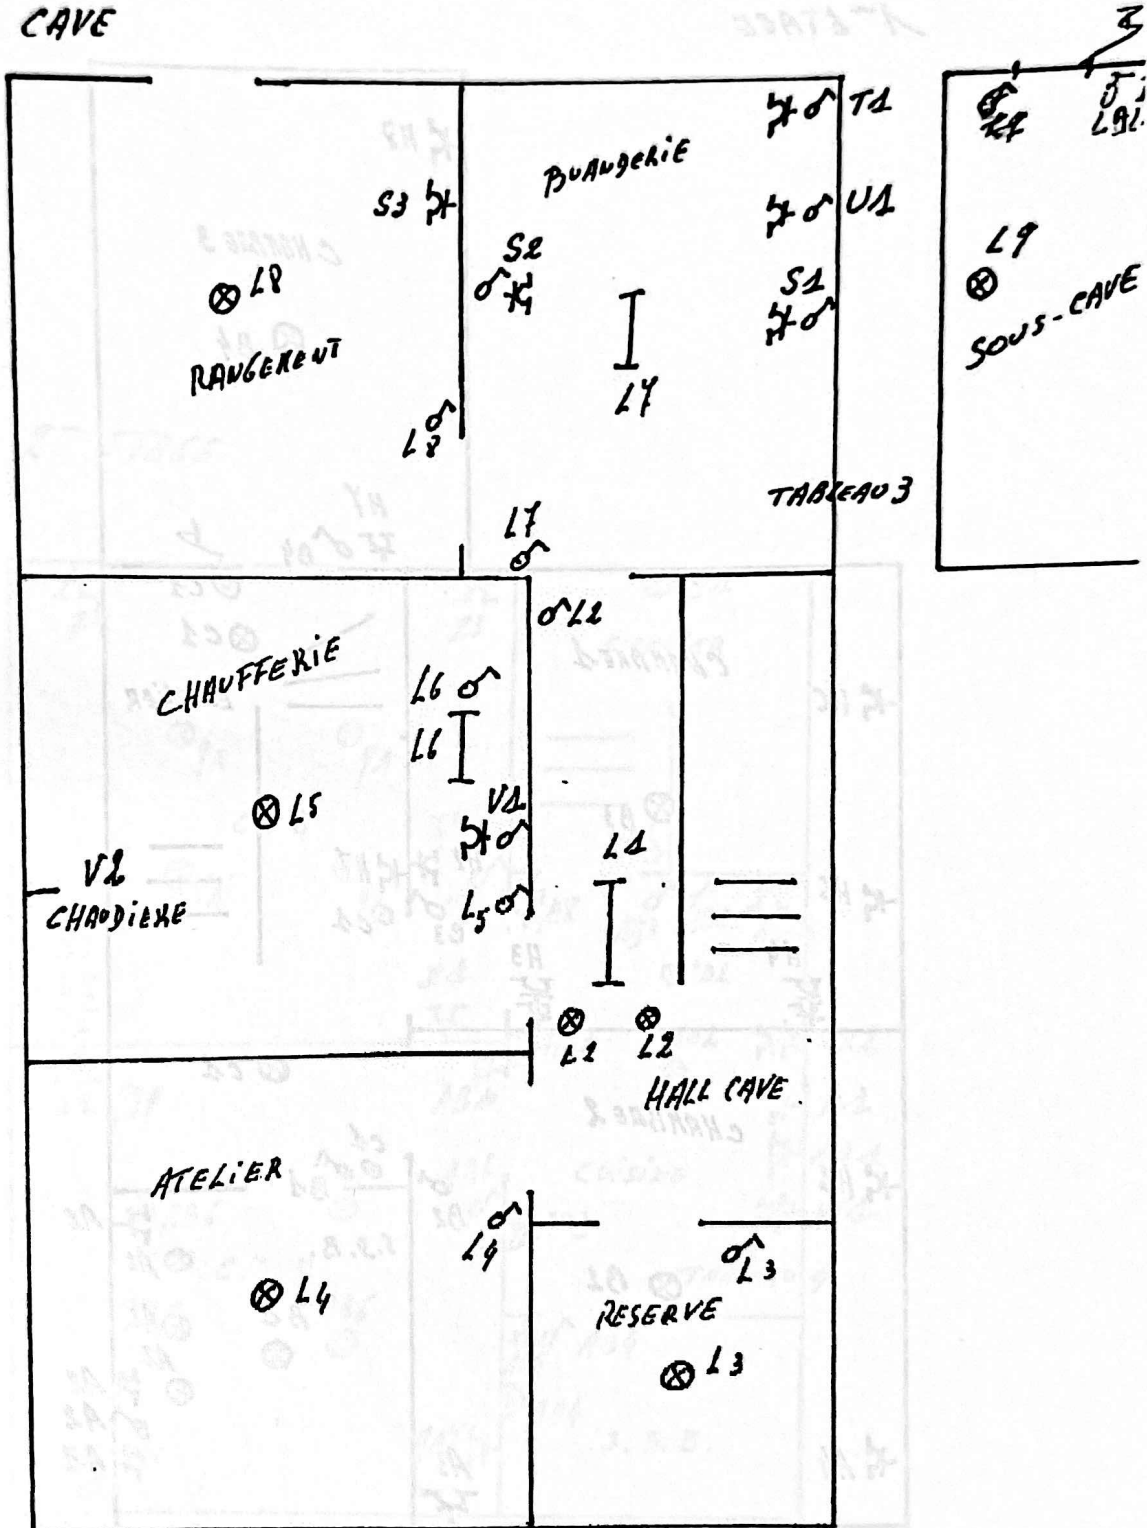 CAVE
T1
BUANDERIE
S3
U1
S2
L8
S1
L9
RANGEMENT
SOUS-CAVE
L7
L8
TABLEAU 3
L7
L2
CHAUFFERIE
L6
L6
L5
V1
L1
V2
CHAUDIERE
L5
L2
L2
HALL CAVE
ATELIER
L4
L3
L4
RESERVE
L3